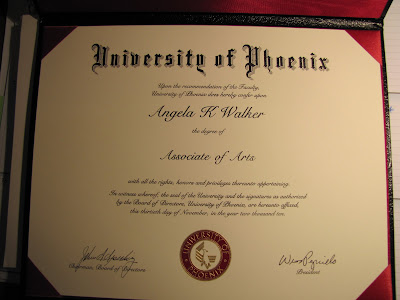 University of Phoenix
Upon the recommendation of the Faculty,
University of Phoenix does hereby confer upon
Angela K Walker
the degree of
Associate of Arts
with all the rights, honors and privileges thereunto appertaining.
In witness whereof, the seal of the University and the signatures as authorized
by the Board of Directors, University of Phoenix, are hereunto affixed,
this thirtieth day of November, in the year two thousand ten.
UNIVERSITY OF
PHOENIX
Chairman, Board of Directors
President